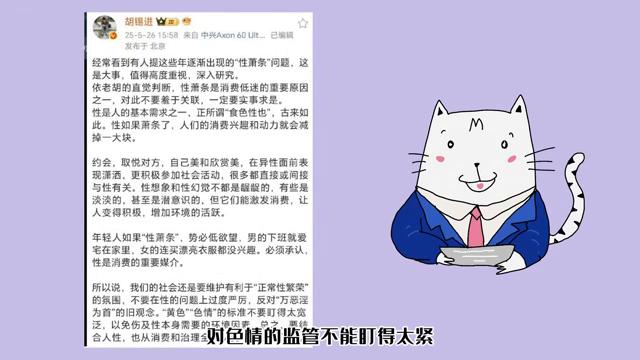 胡锡进
25-5-26 15:58 来自 中兴Axon 60 Ult... 已编辑
发布于 北京
经常看到有人提这些年逐渐出现的“性萧条”问题，这
是大事，值得高度重视，深入研究。
依老胡的直觉判断，性萧条是消费低迷的重要原因
之一，对此不要羞于关联，一定要实事求是。
性是人的基本需求之一，正所谓“食色性也”，古来如
此。性如果萧条了，人们的消费兴趣和动力就会减
掉一大块。
约会，取悦对方，自己美和欣赏美，在异性面前表
现潇洒，更积极参加社会活动，很多都直接或间接
与性有关。性想象和性幻觉不都是龌龊的，有些是
淡淡的，甚至是潜意识的，但它们能激发消费，让
人变得积极，增加环境的活跃。
年轻人如果“性萧条”，势必低欲望，男的下班就爱
宅在家里，女的连买漂亮衣服都没兴趣。必须承认，
性是消费的重要媒介。
所以说，我们的社会还是要维护有利于“正常性繁荣”
的氛围，不要在性的问题上过度严厉，反对“万恶淫
为首”的旧观念。“黄色”“色情”的标准不要盯得太宽
泛，以免伤及性本身需要的环境因素。总之，要结
合人性，也从消费和治理全
对色情的监管不能盯得太紧